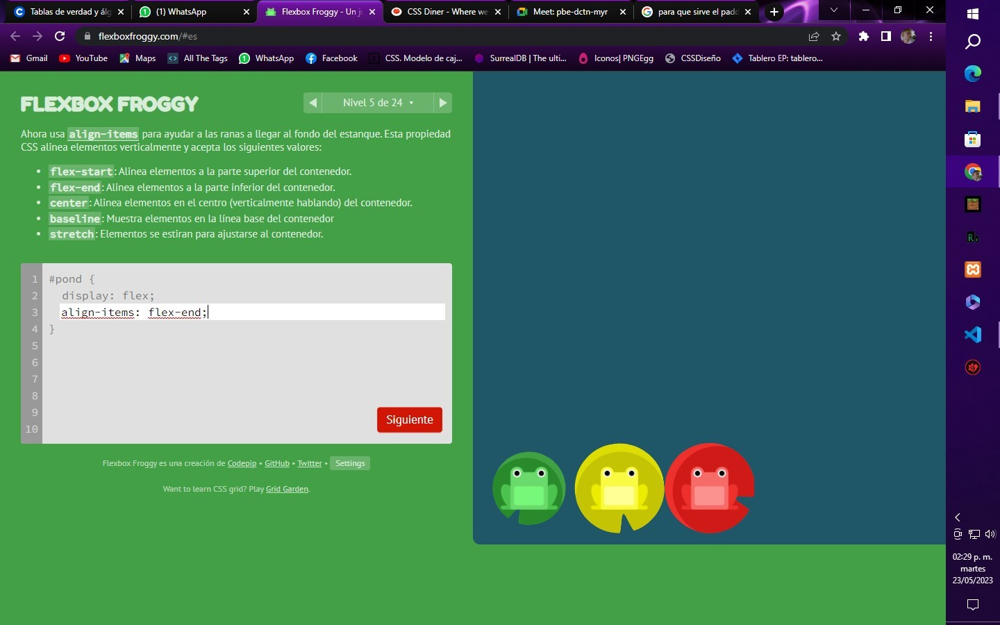 Tablas de verdad y álg
(1) WhatsApp
Flexbox Froggy - Un ju
CSS Diner - Where we
Meet: pbe-dctn-myr
para que sirve el padd
flexboxfroggy.com/#es
Gmail
YouTube
Maps
All The Tags
WhatsApp
Facebook
CSS. Modelo de caj...
SurrealDB | The ulti...
Iconos| PNGEgg
CSSDiseño
Tablero EP: tablero...
FLEXBOX FROGGY
Nivel 5 de 24
Ahora usa align-items para ayudar a las ranas a llegar al fondo del estanque. Esta propiedad
CSS alinea elementos verticalmente y acepta los siguientes valores:
• flex-start: Alinea elementos a la parte superior del contenedor.
• flex-end: Alinea elementos a la parte inferior del contenedor.
• center: Alinea elementos en el centro (verticalmente hablando) del contenedor.
• baseline: Muestra elementos en la línea base del contenedor
• stretch: Elementos se estiran para ajustarse al contenedor.
1 #pond {
2 display: flex;
3 align-items: flex-end;
4 }
5
6
7
8
9
10
Siguiente
Flexbox Froggy es una creación de Codepip • GitHub • Twitter • Settings
Want to learn CSS grid? Play Grid Garden.
02:29 p. m.
martes
23/05/2023